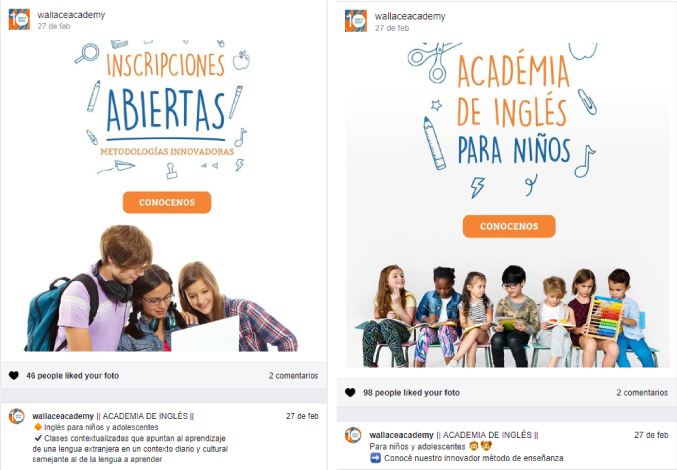 wallaceacademy
27 de feb
INSCRIPCIONES
ABIERTAS
METODOLOGÍAS INNOVADORAS
CONOCENOS
46 people liked your foto
2 comentarios
wallaceacademy || ACADEMIA DE INGLÉS ||
27 de feb
Inglés para niños y adolescentes
Clases contextualizadas que apuntan al aprendizaje
de una lengua extranjera en un contexto diario y cultural
semejante al de la lengua a aprender
wallaceacademy
27 de feb
ACADÉMIA
DE INGLÉS
PARA NIÑOS
CONOCENOS
98 people liked your foto
2 comentarios
wallaceacademy || ACADEMIA DE INGLÉS ||
27 de feb
Para niños y adolescentes
Conocé nuestro innovador método de enseñanza